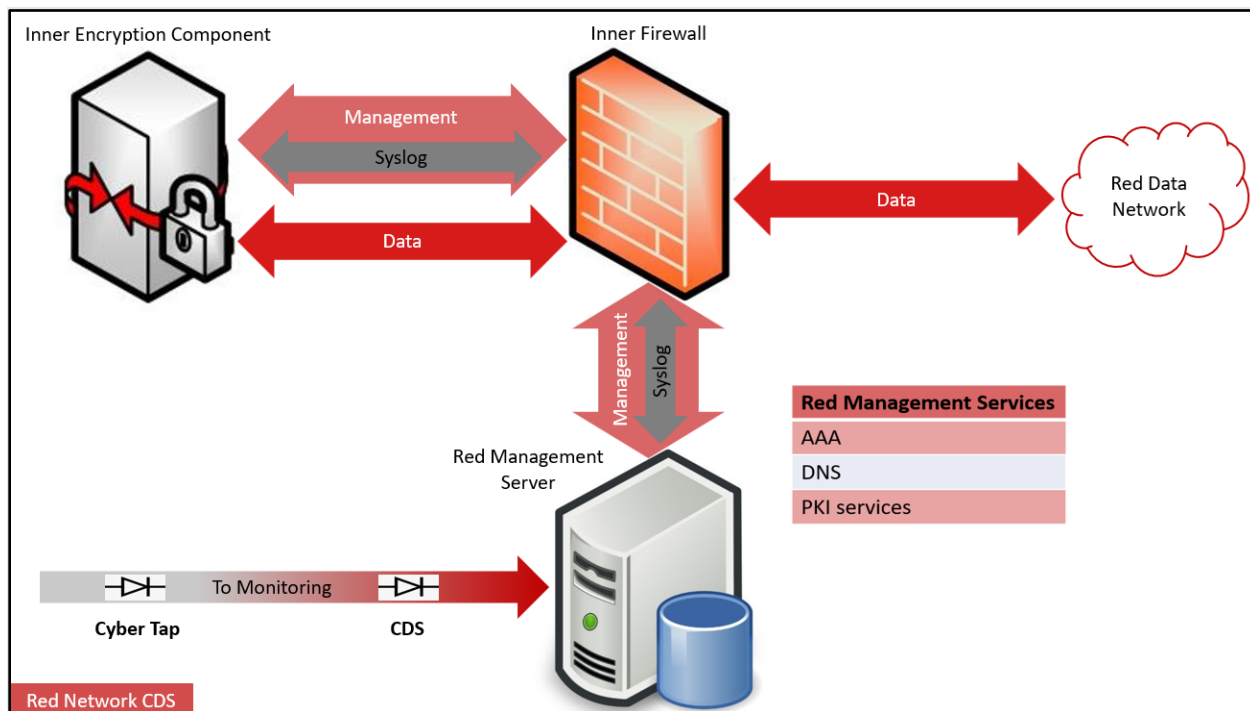 Inner Encryption Component
Inner Firewall
Management
Syslog
Data
Data
Red Data
Network
Management
Syslog
Red Management Services
AAA
DNS
PKI services
Red Management
Server
To Monitoring
Cyber Tap
CDS
Red Network CDS